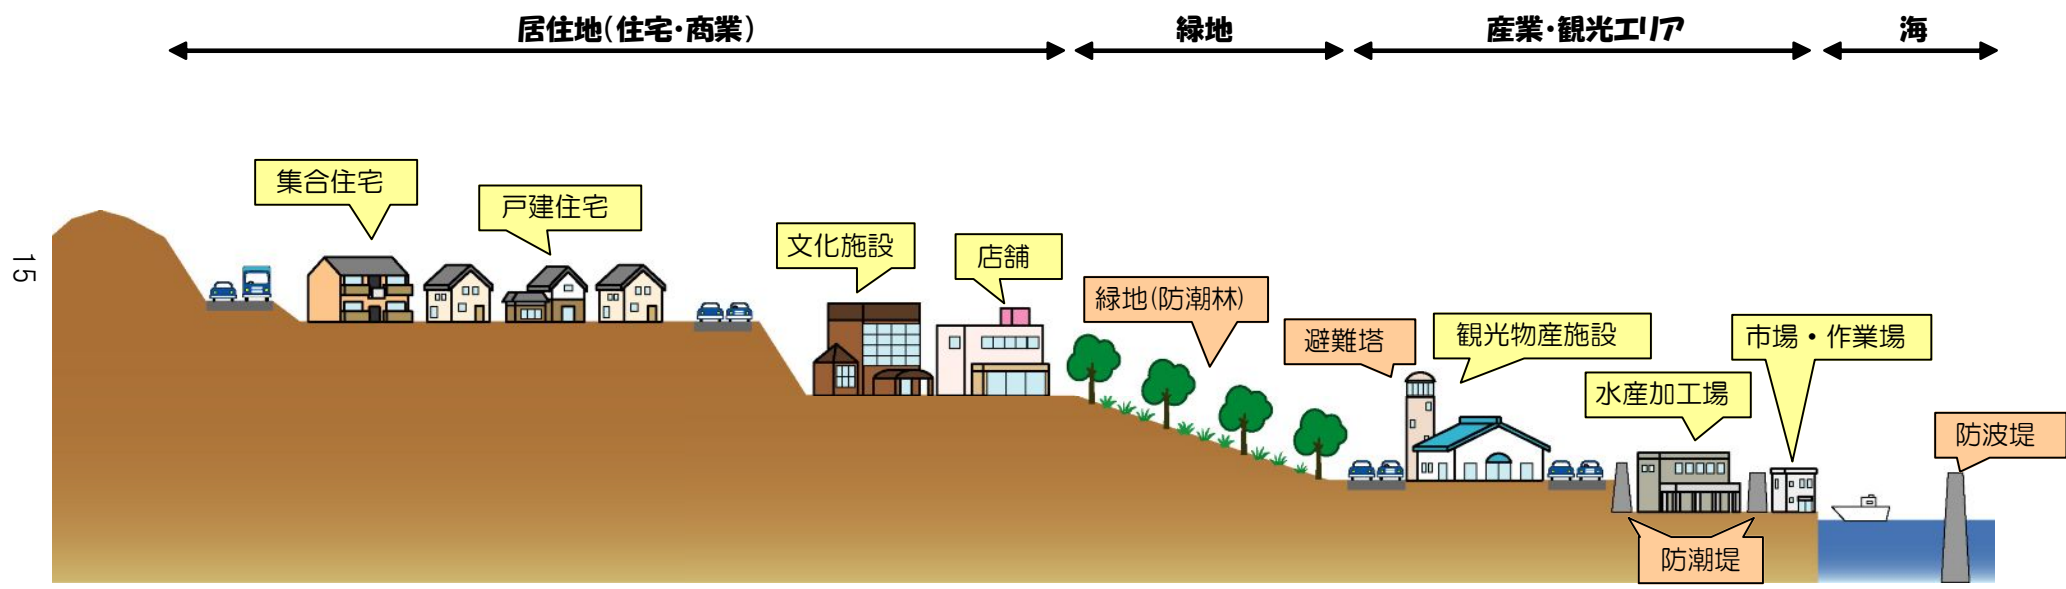 居住地(住宅・商業)
緑地
産業・観光エリア
海
集合住宅
戸建住宅
文化施設
店舗
緑地(防潮林)
避難塔
観光物産施設
水産加工場
市場・作業場
防波堤
防潮堤
15